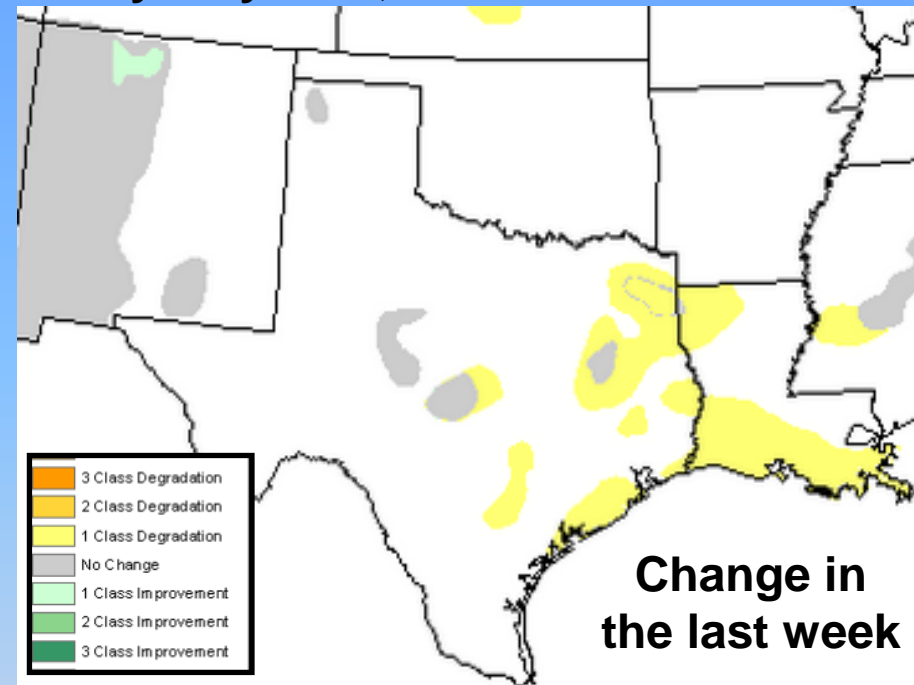 3 Class Degradation
2 Class Degradation
1 Class Degradation
No Change
1 Class Improvement
2 Class Improvement
3 Class Improvement
Change in
the last week